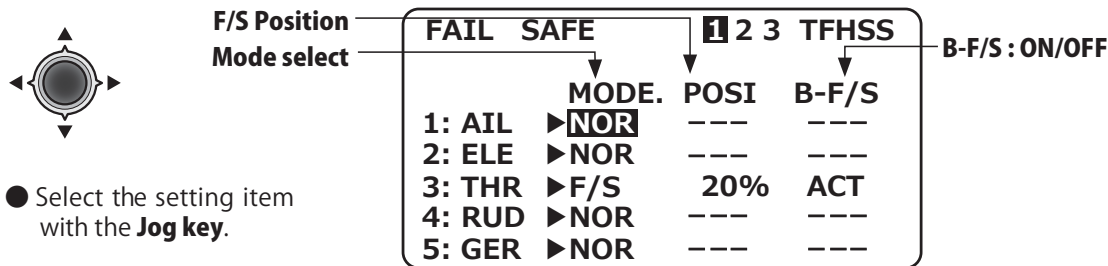 F/S Position
Mode select
FAIL SAFE 1 2 3 TFHSS
B-F/S : ON/OFF
MODE. POSI B-F/S
1: AIL ▶NOR --- ---
2: ELE ▶NOR --- ---
3: THR ▶F/S 20% ACT
4: RUD ▶NOR --- ---
5: GER ▶NOR --- ---
● Select the setting item
with the Jog key.